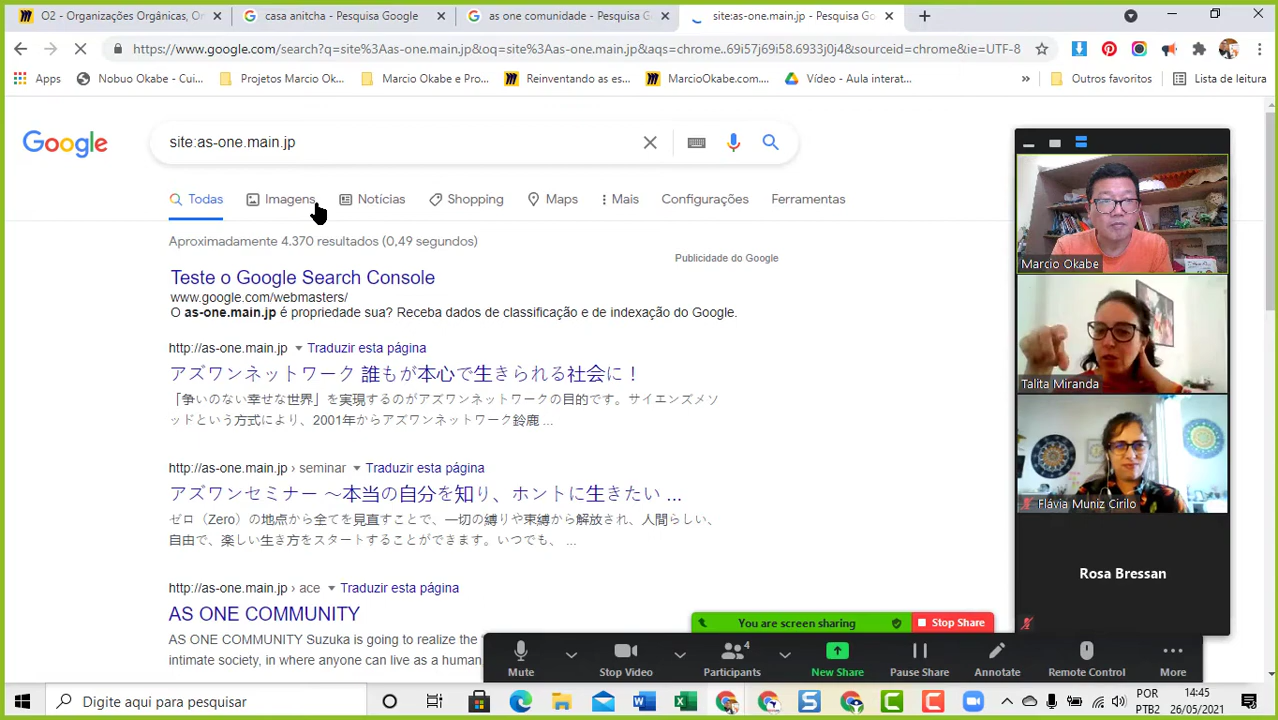 O2 - Organizações Orgânicas, On
casa anitcha - Pesquisa Google
as one comunidade - Pesquisa Go
site:as-one.main.jp - Pesquisa Go
https://www.google.com/search?q=site%3Aas-one.main.jp&oq=site%3Aas-one.main.jp&aqs=chrome..69i57j69i58.6933j0j4&sourceid=chrome&ie=UTF-8
Apps
Nobuo Okabe - Cui...
Projetos Marcio Ok...
Marcio Okabe e Pro...
Reinventando as es...
MarcioOkabe.com....
Vídeo - Aula interat...
»
Outros favoritos
Lista de leitura
Google
site:as-one.main.jp
Todas
Imagens
Notícias
Shopping
Maps
Mais
Configurações
Ferramentas
Aproximadamente 4.370 resultados (0,49 segundos)
Publicidade do Google
Teste o Google Search Console
www.google.com/webmasters/
O as-one.main.jp é propriedade sua? Receba dados de classificação e de indexação do Google.
http://as-one.main.jp Traduzir esta página
アズワンネットワーク 誰もが本心で生きられる社会に！
「争いのない幸せな世界」を実現するのがアズワンネットワークの目的です。サイエンズメソ
ッドという方式により、2001年からアズワンネットワーク鈴鹿 ...
http://as-one.main.jp › seminar Traduzir esta página
アズワンセミナー ～本当の自分を知り、ホントに生きたい ...
ゼロ（Zero）の地点から全てを見直すことで、一切の縛りや束縛から解放され、人間らしい、
自由で、楽しい生き方をスタートすることができます。いつでも、 ...
http://as-one.main.jp › ace Traduzir esta página
AS ONE COMMUNITY
AS ONE COMMUNITY Suzuka is going to realize the
intimate society, in where anyone can live as a human
Marcio Okabe
Talita Miranda
Flávia Muniz Cirilo
Rosa Bressan
You are screen sharing
Stop Share
Mute
Stop Video
4
Participants
New Share
Pause Share
Annotate
Remote Control
More
Digite aqui para pesquisar
POR
PTB2
14:45
26/05/2021